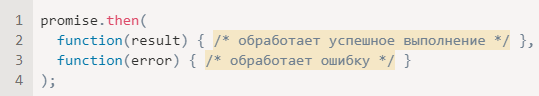 1 promise.then(
2   function(result) { /* обработает успешное выполнение */ },
3   function(error) { /* обработает ошибку */ }
4 );